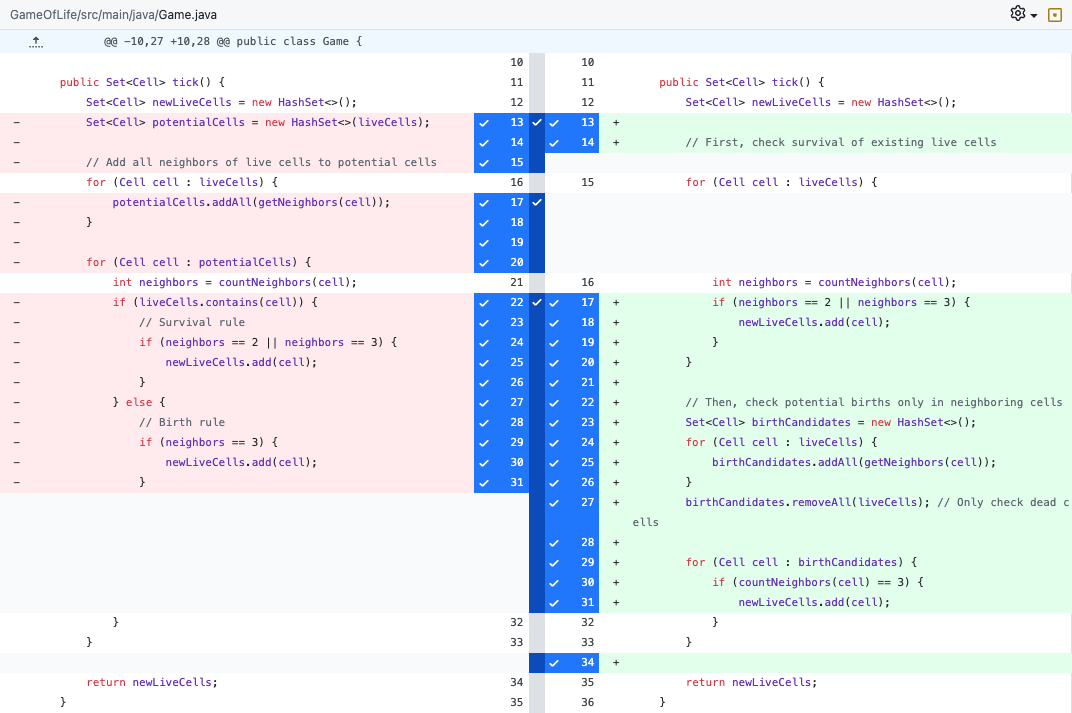 GameOfLife/src/main/java/Game.java
@@ -10,27 +10,28 @@ public class Game {
10 10
public Set<Cell> tick() { 11 11 public Set<Cell> tick() {
Set<Cell> newLiveCells = new HashSet<>(); 12 12 Set<Cell> newLiveCells = new HashSet<>();
- Set<Cell> potentialCells = new HashSet<>(liveCells); 13 13 +
- 14 14 + // First, check survival of existing live cells
- // Add all neighbors of live cells to potential cells 15
for (Cell cell : liveCells) { 16 15 for (Cell cell : liveCells) {
- potentialCells.addAll(getNeighbors(cell)); 17
- } 18
- 19
- for (Cell cell : potentialCells) { 20
int neighbors = countNeighbors(cell); 21 16 int neighbors = countNeighbors(cell);
- if (liveCells.contains(cell)) { 22 17 + if (neighbors == 2 || neighbors == 3) {
- // Survival rule 23 18 + newLiveCells.add(cell);
- if (neighbors == 2 || neighbors == 3) { 24 19 + }
- newLiveCells.add(cell); 25 20 + }
- } 26 21 +
- } else { 27 22 + // Then, check potential births only in neighboring cells
- // Birth rule 28 23 + Set<Cell> birthCandidates = new HashSet<>();
- if (neighbors == 3) { 29 24 + for (Cell cell : liveCells) {
- newLiveCells.add(cell); 30 25 + birthCandidates.addAll(getNeighbors(cell));
- } 31 26 + }
27 + birthCandidates.removeAll(liveCells); // Only check dead c
ells
28 +
29 + for (Cell cell : birthCandidates) {
30 + if (countNeighbors(cell) == 3) {
31 + newLiveCells.add(cell);
} 32 32 }
} 33 33 }
34 +
return newLiveCells; 34 35 return newLiveCells;
} 35 36 }